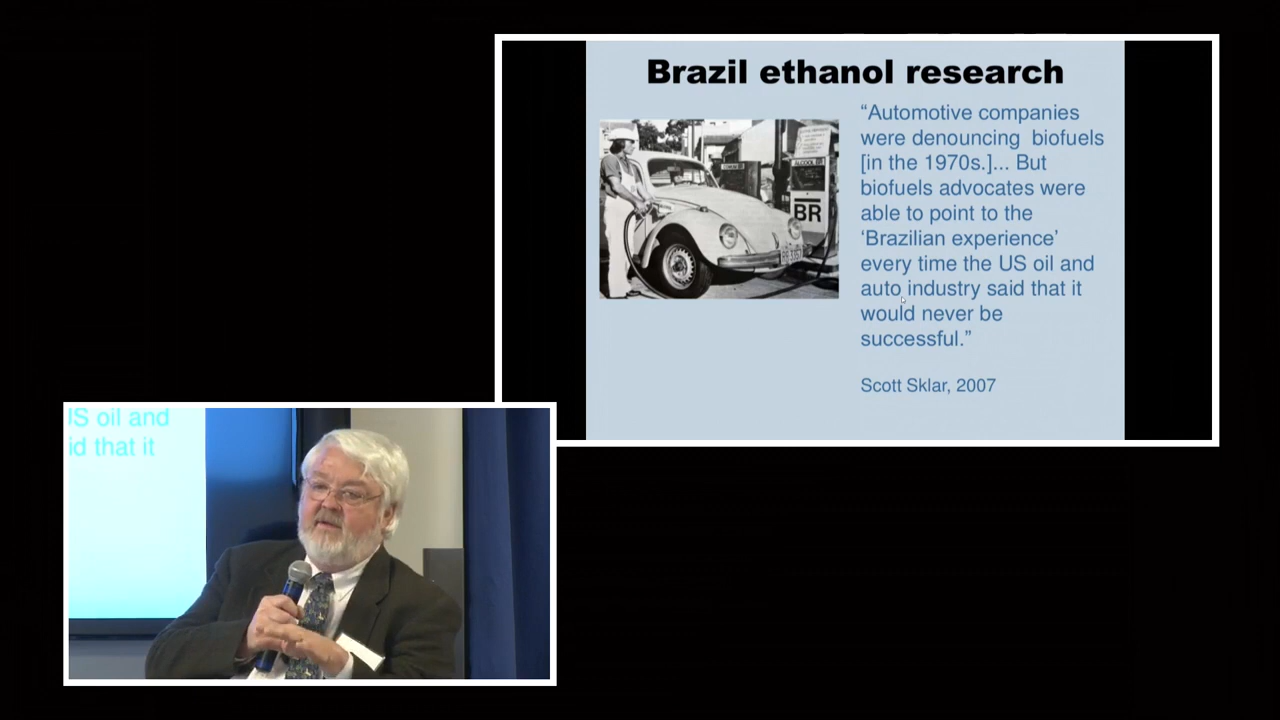 Brazil ethanol research
“Automotive companies
were denouncing biofuels
[in the 1970s.]... But
biofuels advocates were
able to point to the
‘Brazilian experience’
every time the US oil and
auto industry said that it
would never be
successful.”
Scott Sklar, 2007
BR
IS oil and
id that it